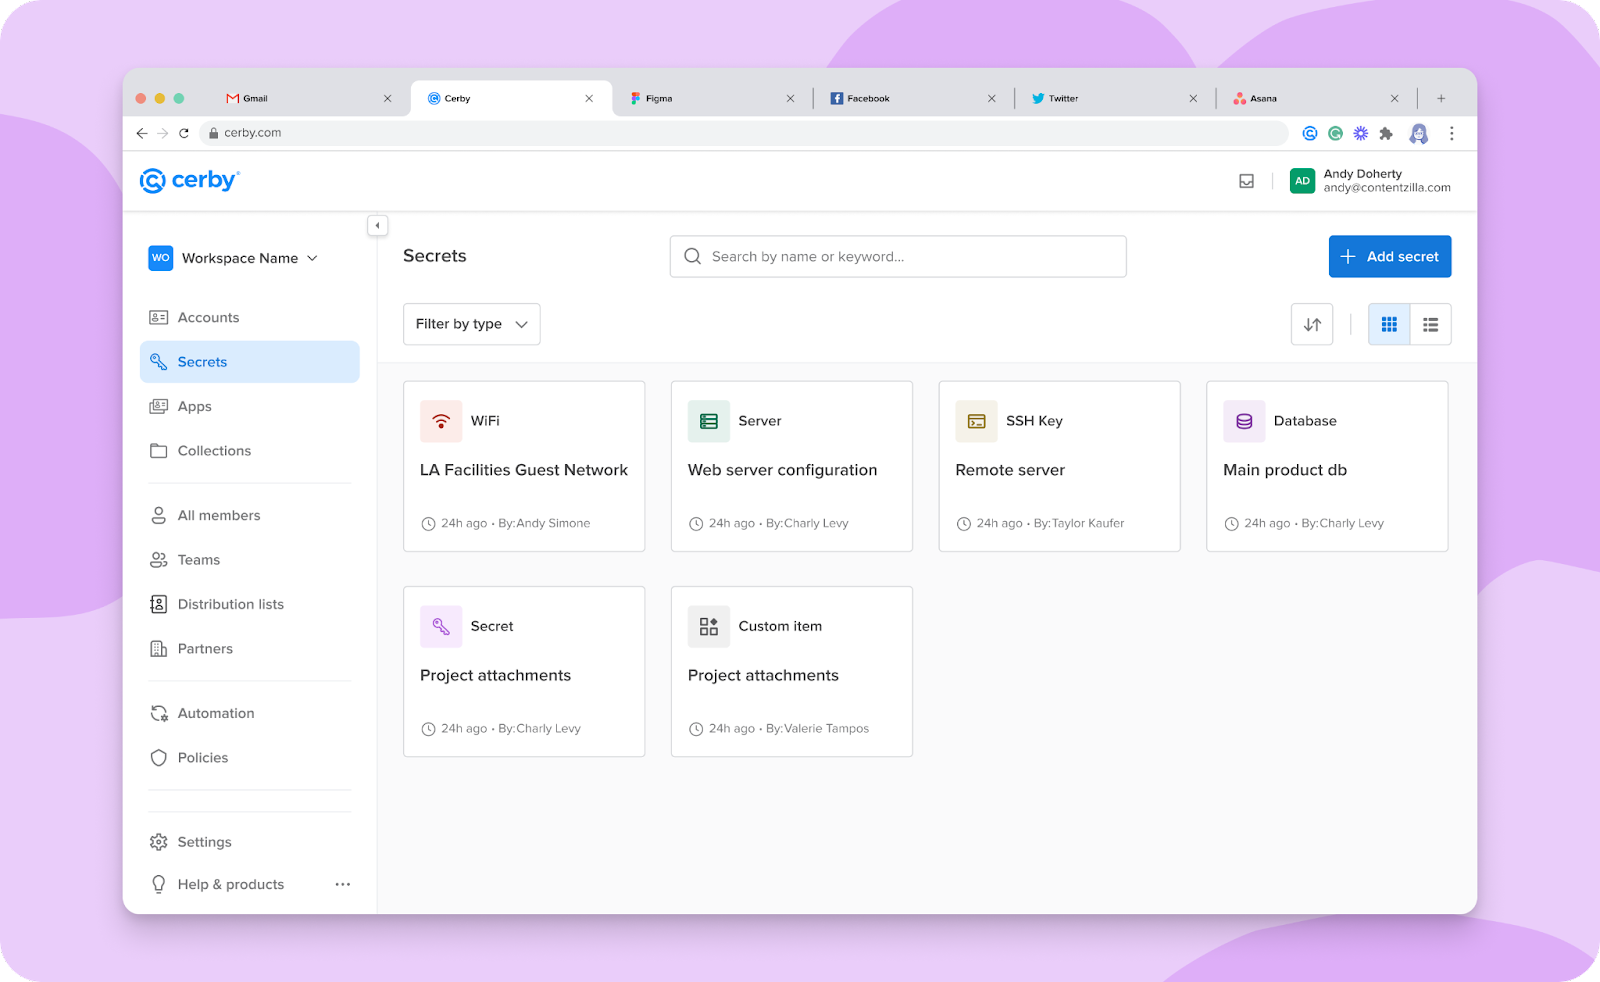 Gmail
Cerby
Figma
Facebook
Twitter
Asana
cerby.com
cerby
AD
Andy Doherty
andy@contentzilla.com
WO
Workspace Name
Secrets
Search by name or keyword...
Add secret
Accounts
Filter by type
Secrets
Apps
Collections
All members
Teams
Distribution lists
Partners
Automation
Policies
Settings
Help & products
WiFi
LA Facilities Guest Network
24h ago • By:Andy Simone
Server
Web server configuration
24h ago • By:Charly Levy
SSH Key
Remote server
24h ago • By:Taylor Kaufer
Database
Main product db
24h ago • By:Charly Levy
Secret
Project attachments
24h ago • By:Charly Levy
Custom item
Project attachments
24h ago • By:Valerie Tampos